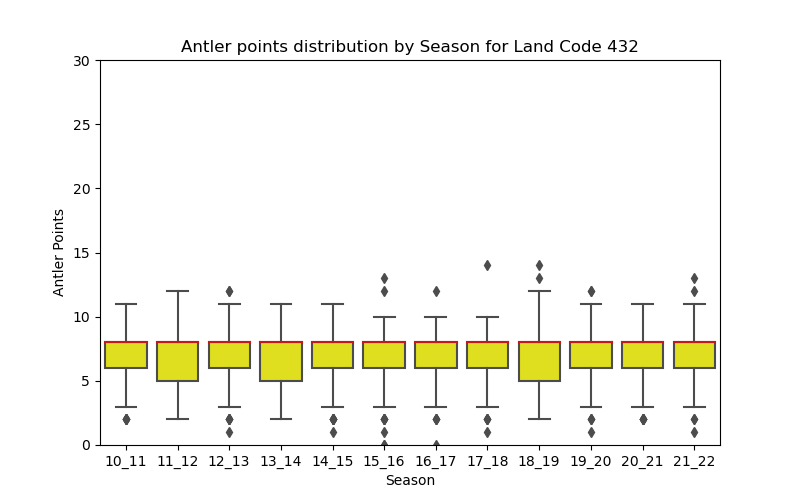 Antler points distribution by Season for Land Code 432
30
25
20
15
10
5
0
Antler Points
10_11 11_12 12_13 13_14 14_15 15_16 16_17 17_18 18_19 19_20 20_21 21_22
Season